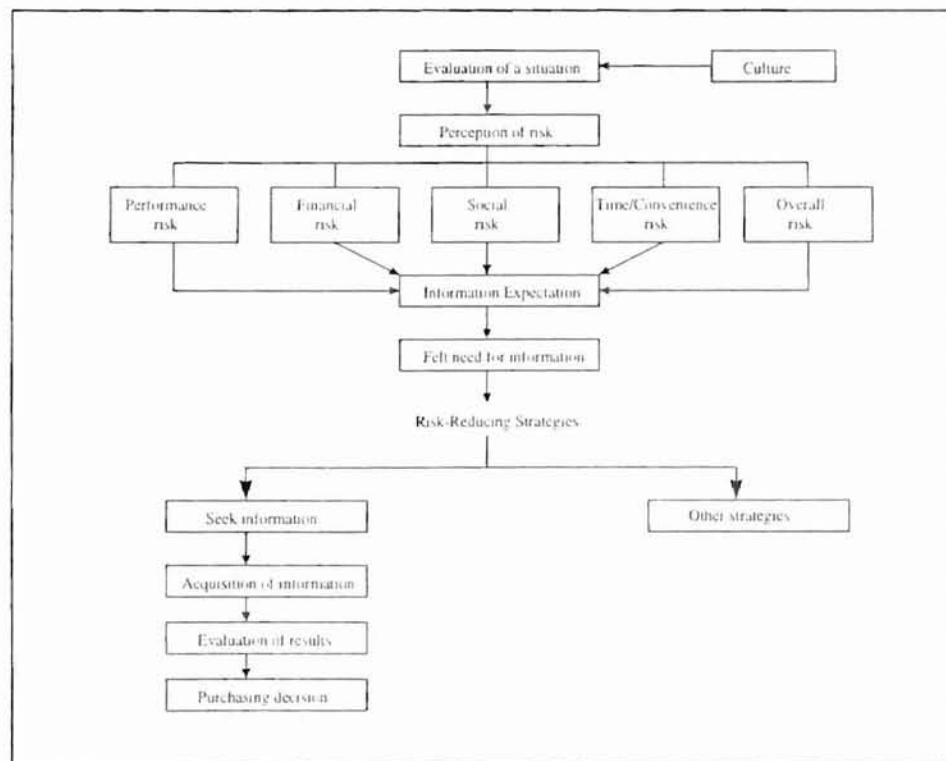 Evaluation of a situation
Culture
Perception of risk
Performance
risk
Financial
risk
Social
risk
Time/Convenience
risk
Overall
risk
Information Expectation
Felt need for information
Risk-Reducing Strategies
Seek information
Other strategies
Acquisition of information
Evaluation of results
Purchasing decision